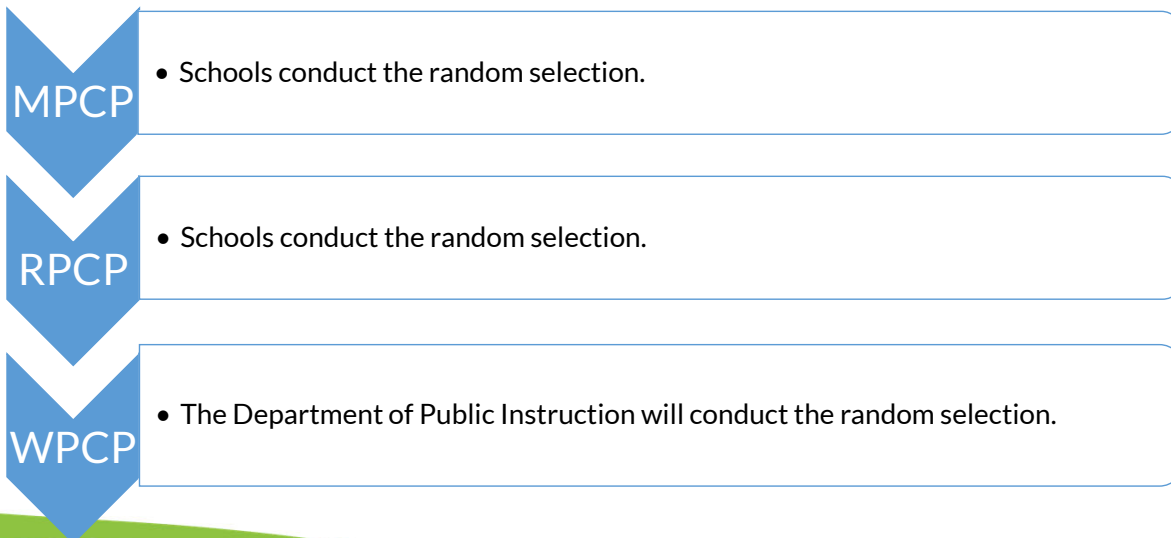 MPCP
• Schools conduct the random selection.
RPCP
• Schools conduct the random selection.
WPCP
• The Department of Public Instruction will conduct the random selection.